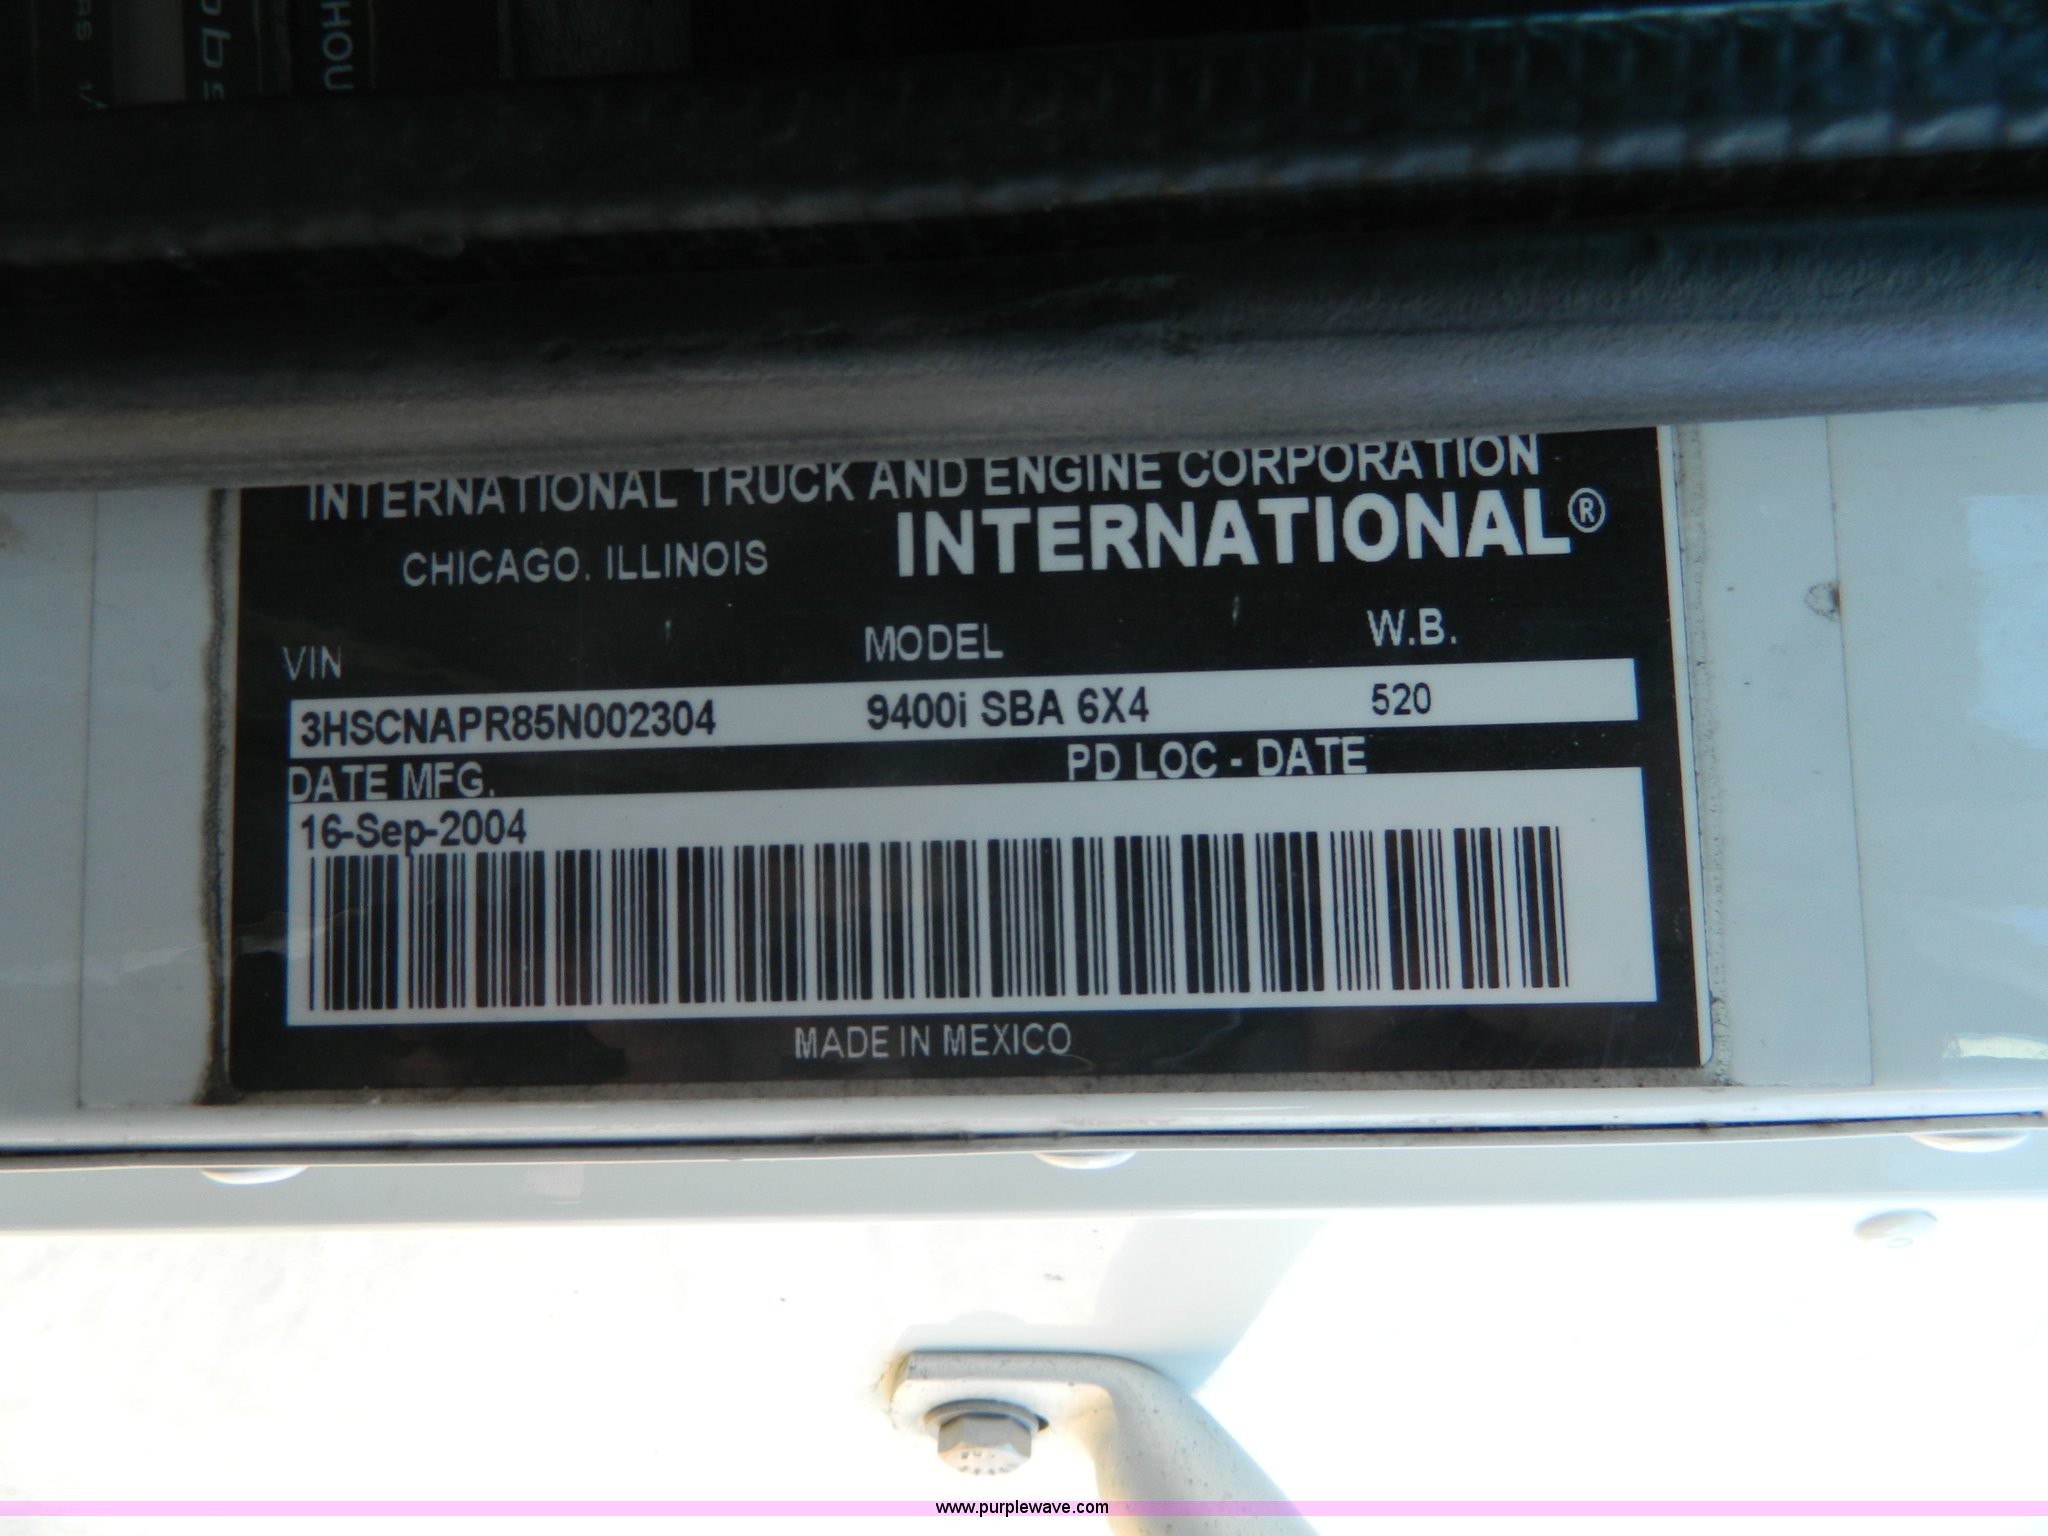 HOU
INTERNATIONAL TRUCK AND ENGINE CORPORATION
CHICAGO, ILLINOIS INTERNATIONAL®
VIN MODEL W.B.
3HSCNAPR85N002304 9400i SBA 6X4 520
DATE MFG. PD LOC - DATE
16-Sep-2004
MADE IN MEXICO
www.purplewave.com